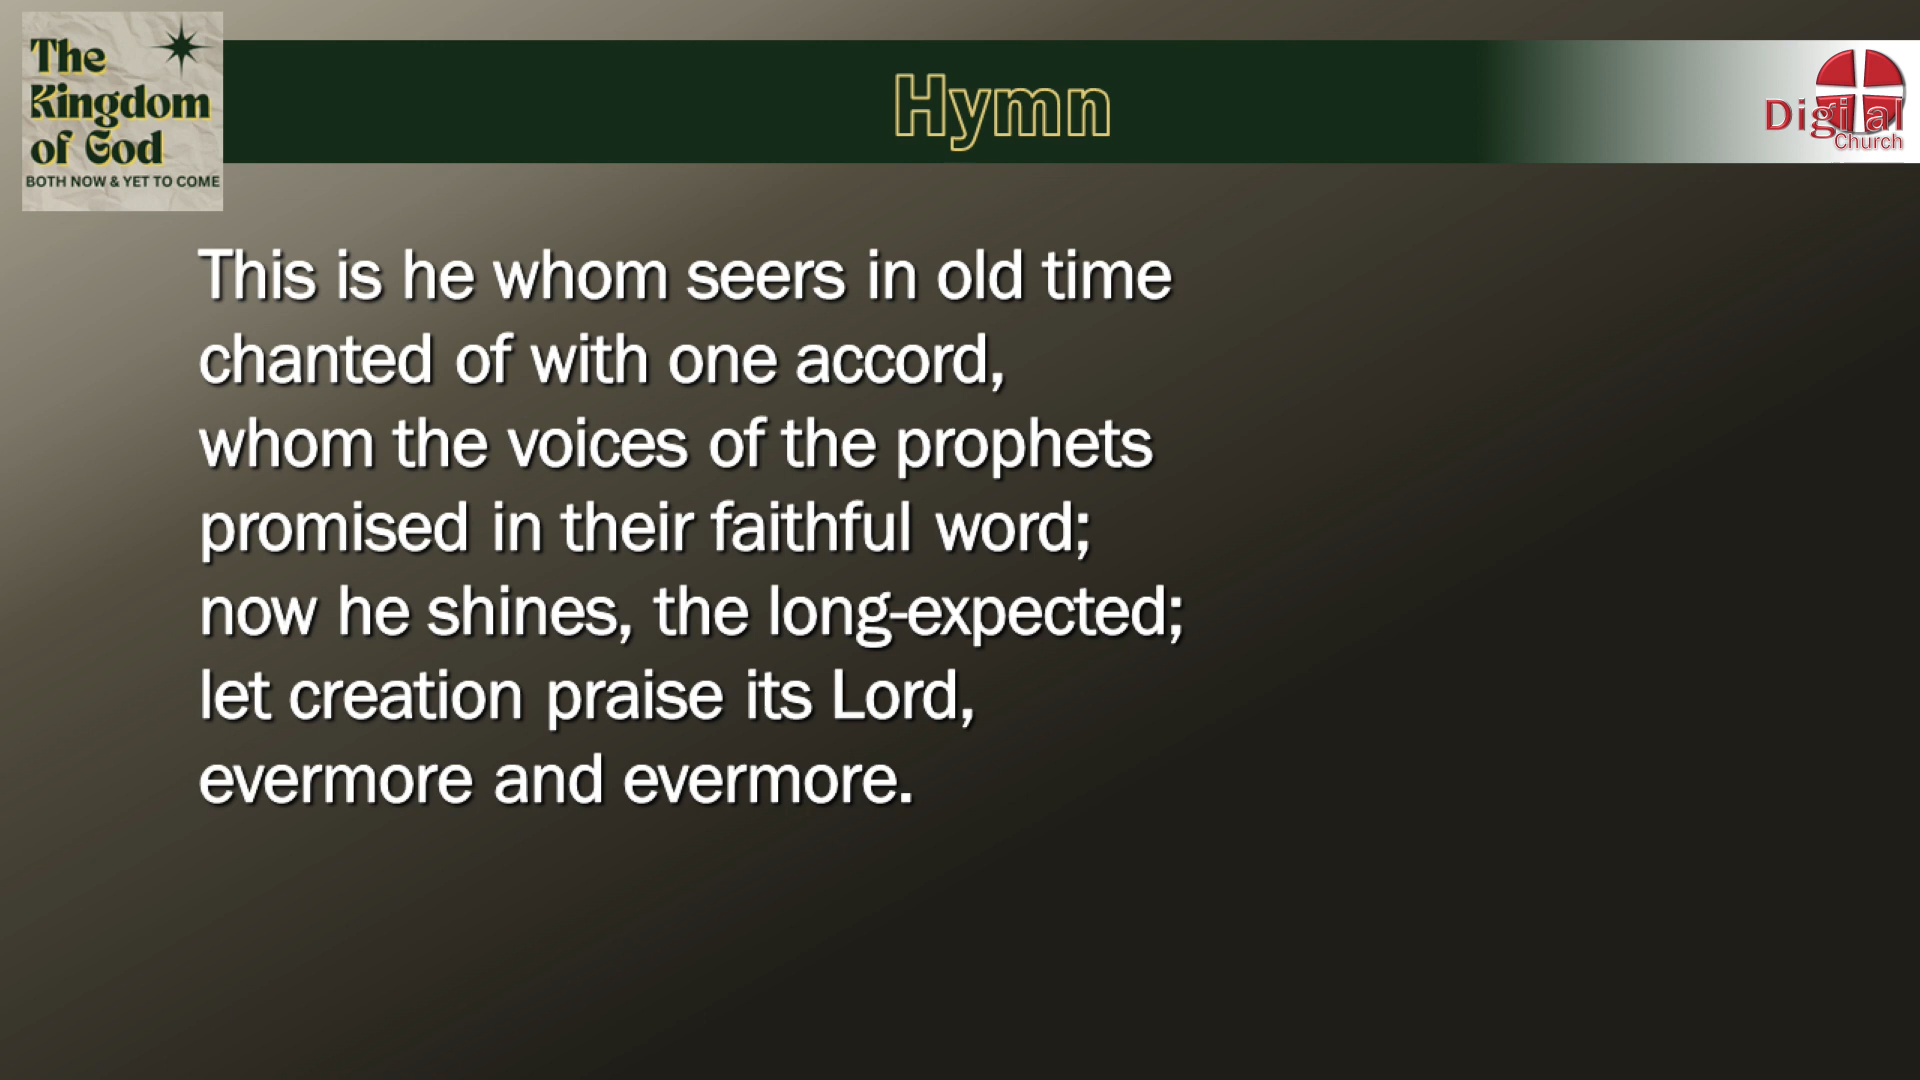 The
Kingdom
of God
BOTH NOW & YET TO COME
Hymn
Digital
Church
This is he whom seers in old time
chanted of with one accord,
whom the voices of the prophets
promised in their faithful word;
now he shines, the long-expected;
let creation praise its Lord,
evermore and evermore.